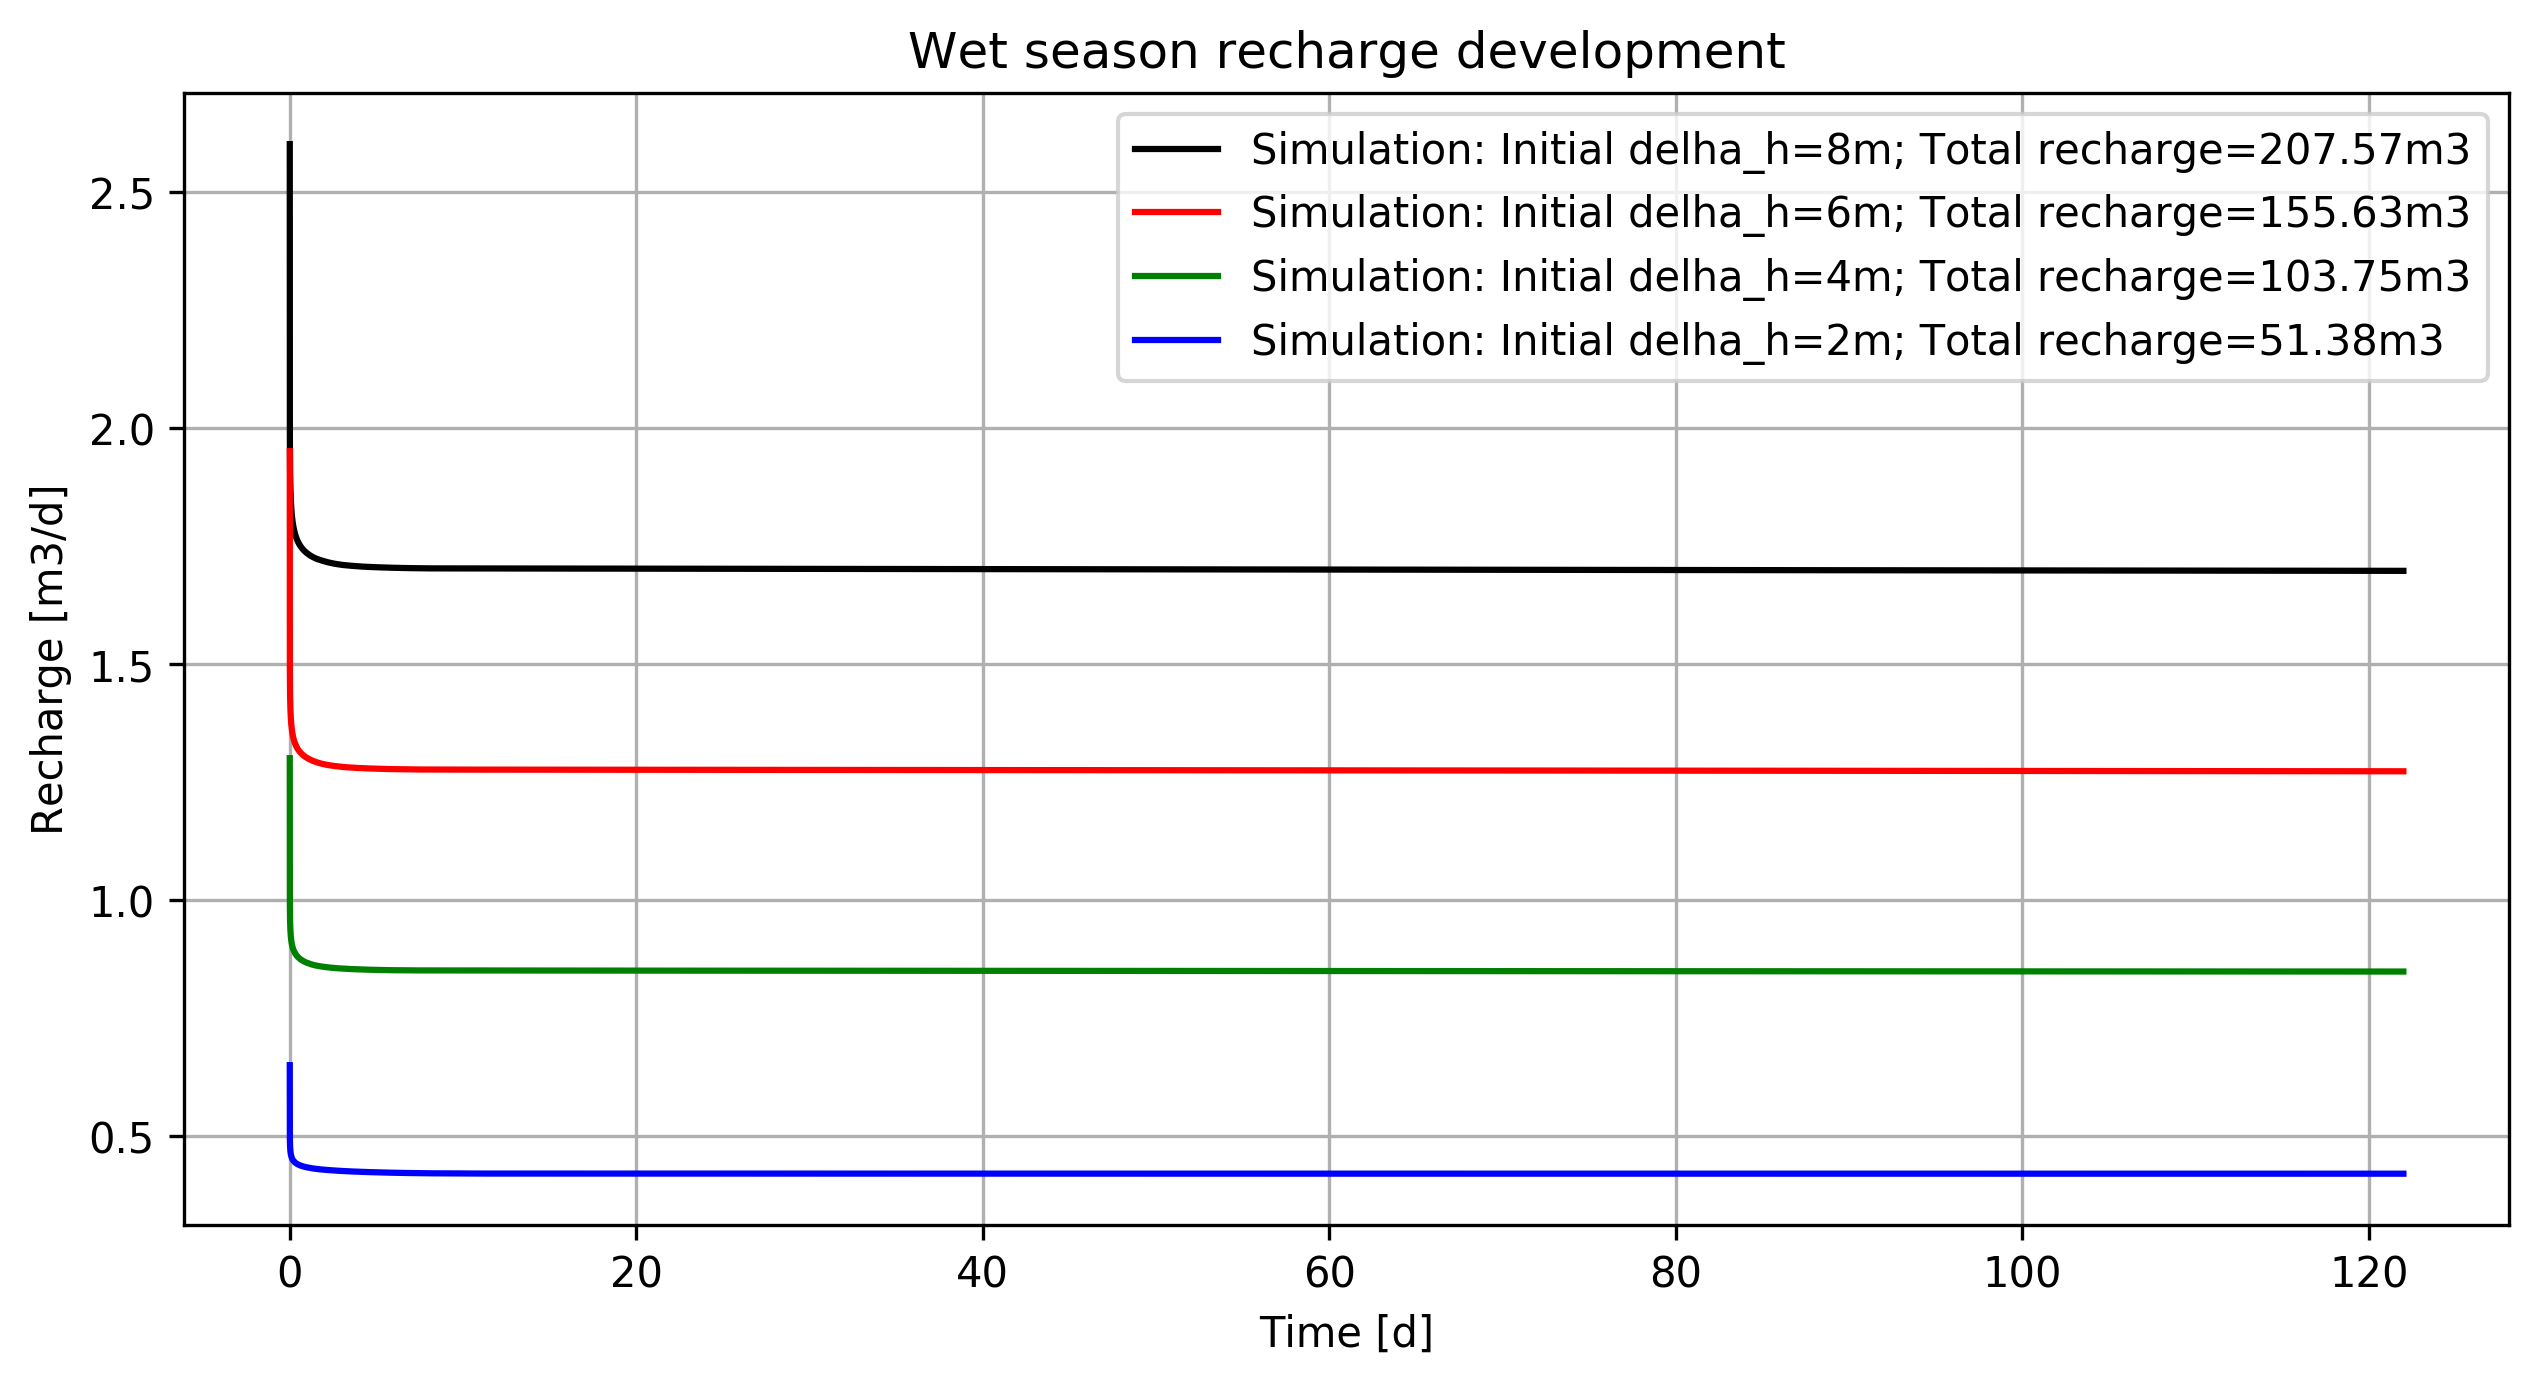 Wet season recharge development
Simulation: Initial delha_h=8m; Total recharge=207.57m3
Simulation: Initial delha_h=6m; Total recharge=155.63m3
Simulation: Initial delha_h=4m; Total recharge=103.75m3
Simulation: Initial delha_h=2m; Total recharge=51.38m3
Recharge [m3/d]
2.5
2.0
1.5
1.0
0.5
0 20 40 60 80 100 120
Time [d]